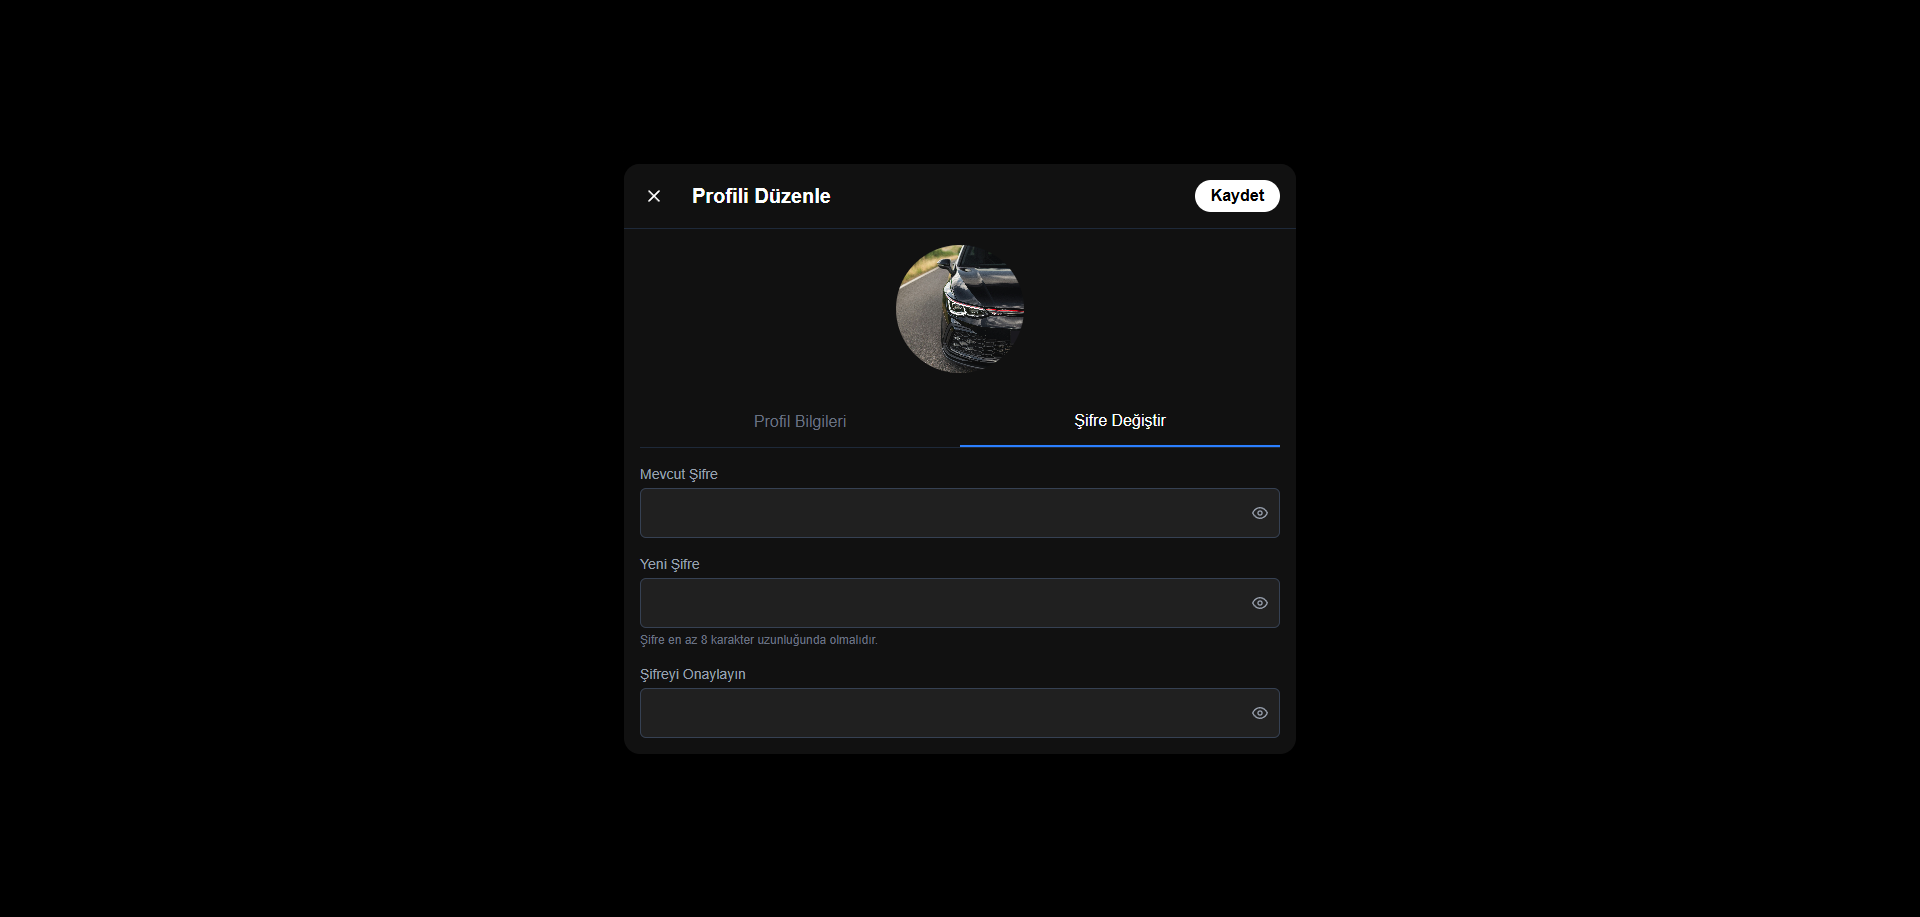 Profili Düzenle
Kaydet
Profil Bilgileri
Şifre Değiştir
Mevcut Şifre
Yeni Şifre
Şifre en az 8 karakter uzunluğunda olmalıdır.
Şifreyi Onaylayın